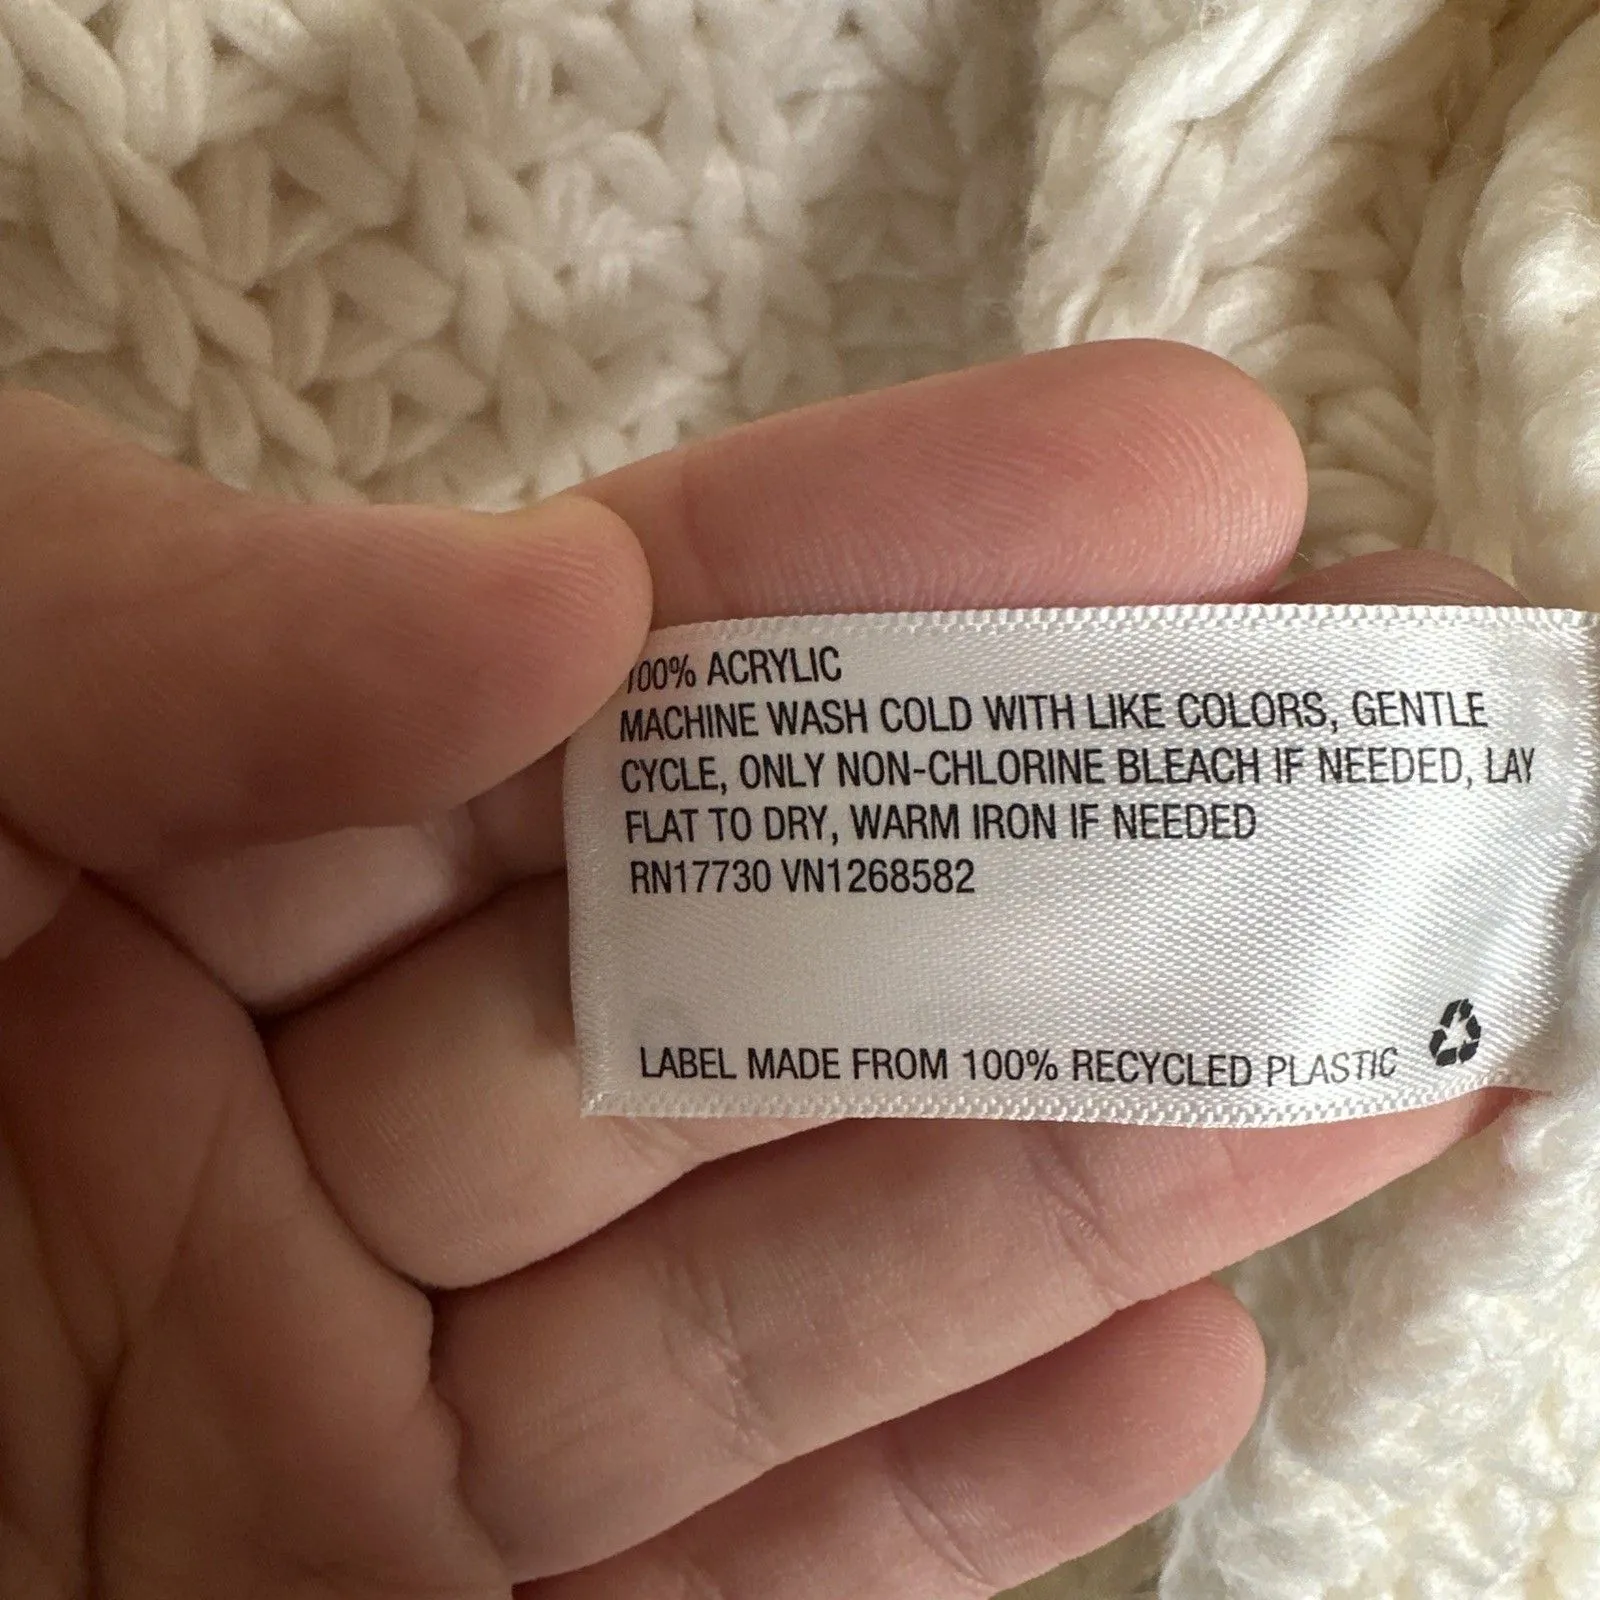 100% ACRYLIC
MACHINE WASH COLD WITH LIKE COLORS, GENTLE
CYCLE, ONLY NON-CHLORINE BLEACH IF NEEDED, LAY
FLAT TO DRY, WARM IRON IF NEEDED
RN17730 VN1268582
LABEL MADE FROM 100% RECYCLED PLASTIC